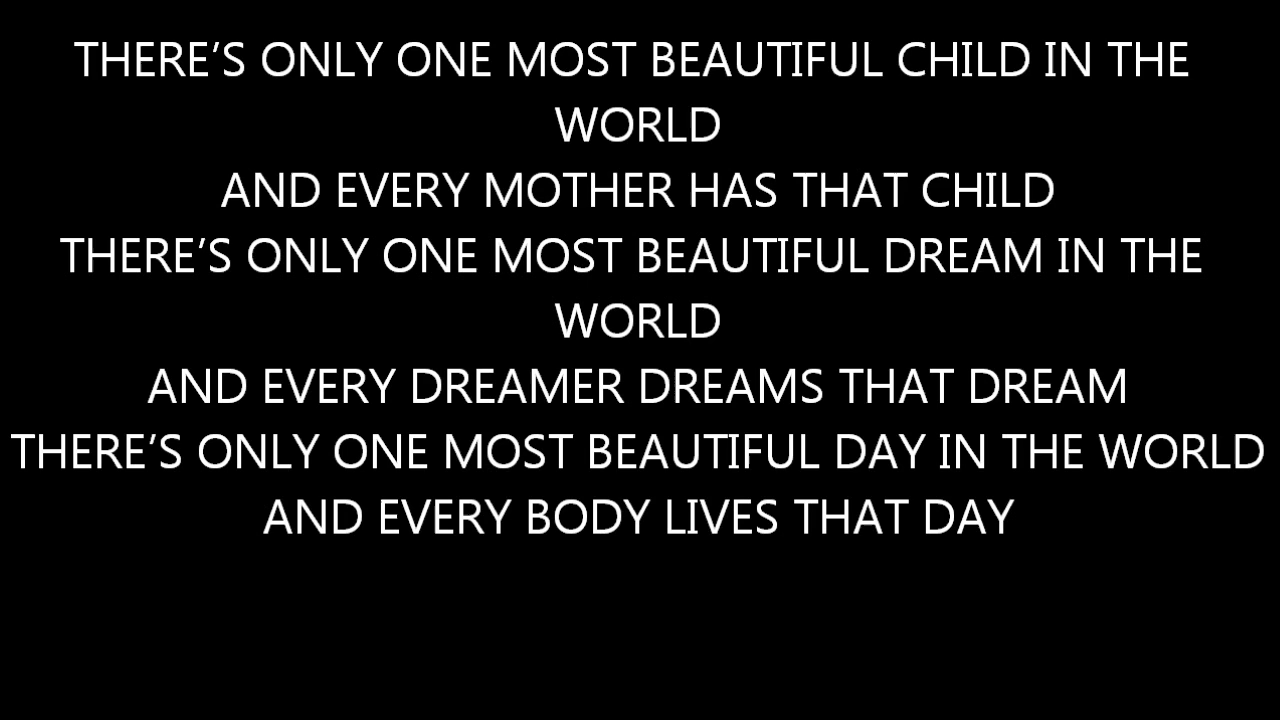 THERE’S ONLY ONE MOST BEAUTIFUL CHILD IN THE
WORLD
AND EVERY MOTHER HAS THAT CHILD
THERE’S ONLY ONE MOST BEAUTIFUL DREAM IN THE
WORLD
AND EVERY DREAMER DREAMS THAT DREAM
THERE’S ONLY ONE MOST BEAUTIFUL DAY IN THE WORLD
AND EVERY BODY LIVES THAT DAY